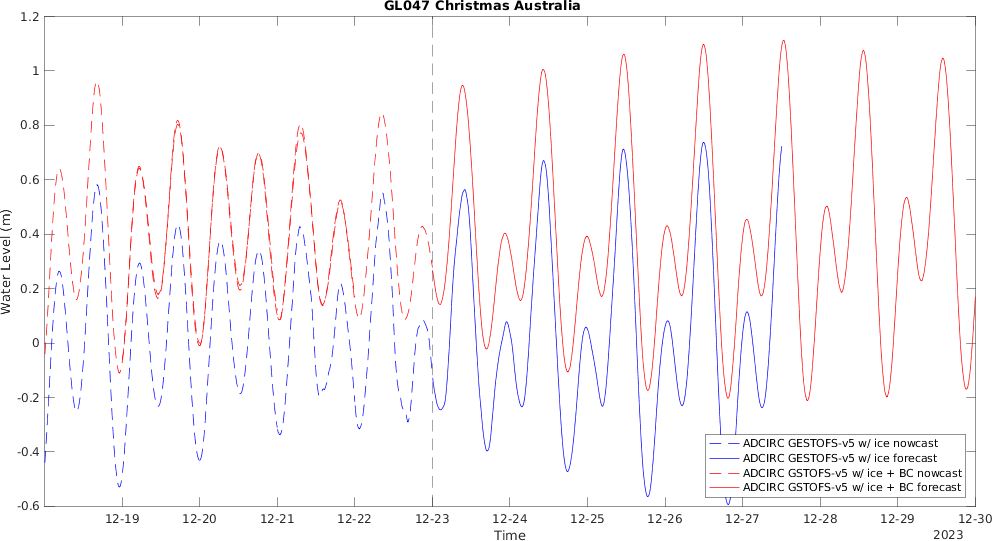 GL047 Christmas Australia
1.2
1
0.8
0.6
0.4
0.2
0
-0.2
-0.4
-0.6
Water Level (m)
ADCIRC GESTOFS-v5 w/ ice nowcast
ADCIRC GESTOFS-v5 w/ ice forecast
ADCIRC GSTOFS-v5 w/ ice + BC nowcast
ADCIRC GSTOFS-v5 w/ ice + BC forecast
12-19 12-20 12-21 12-22 12-23 12-24 12-25 12-26 12-27 12-28 12-29 12-30
Time
2023